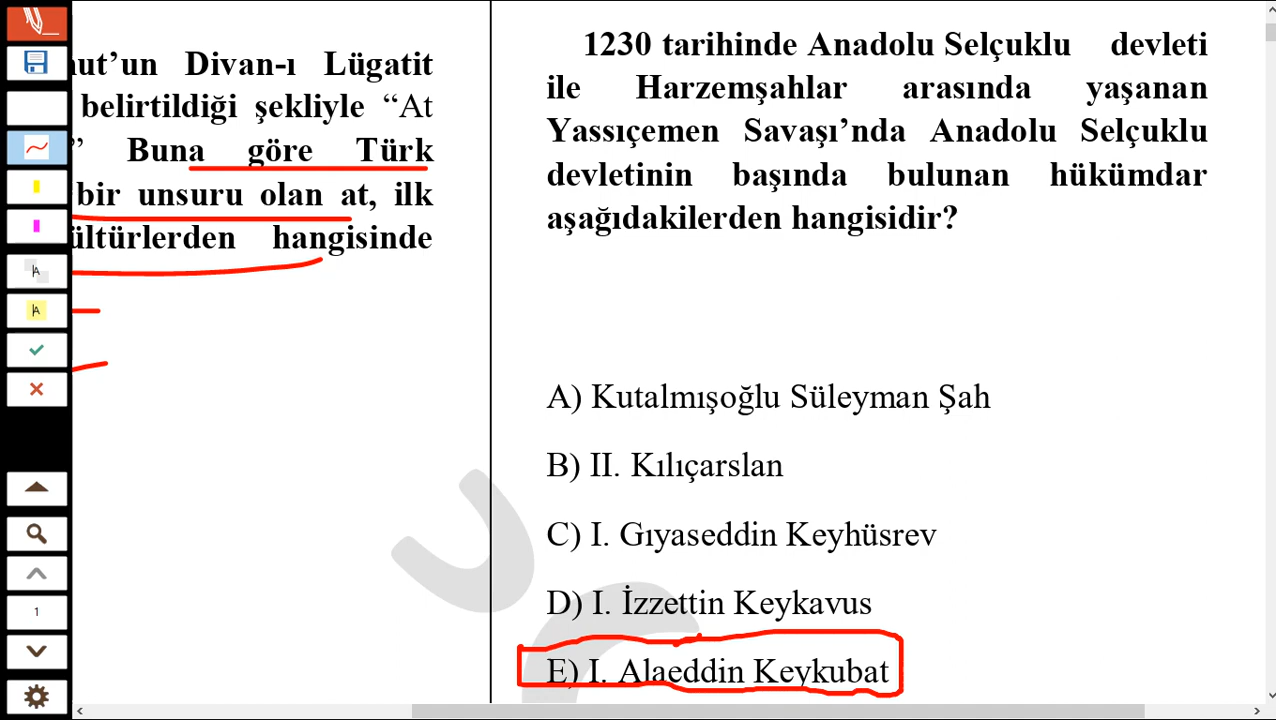 nut’un Divan-ı Lügatit
belirtildiği şekliyle “At
” Buna göre Türk
bir unsuru olan at, ilk
ültürlerden hangisinde
1230 tarihinde Anadolu Selçuklu devleti
ile Harzemşahlar arasında yaşanan
Yassıçemen Savaşı’nda Anadolu Selçuklu
devletinin başında bulunan hükümdar
aşağıdakilerden hangisidir?
A) Kutalmışoğlu Süleyman Şah
B) II. Kılıçarslan
C) I. Gıyaseddin Keyhüsrev
D) I. İzzettin Keykavus
E) I. Alaeddin Keykubat
1